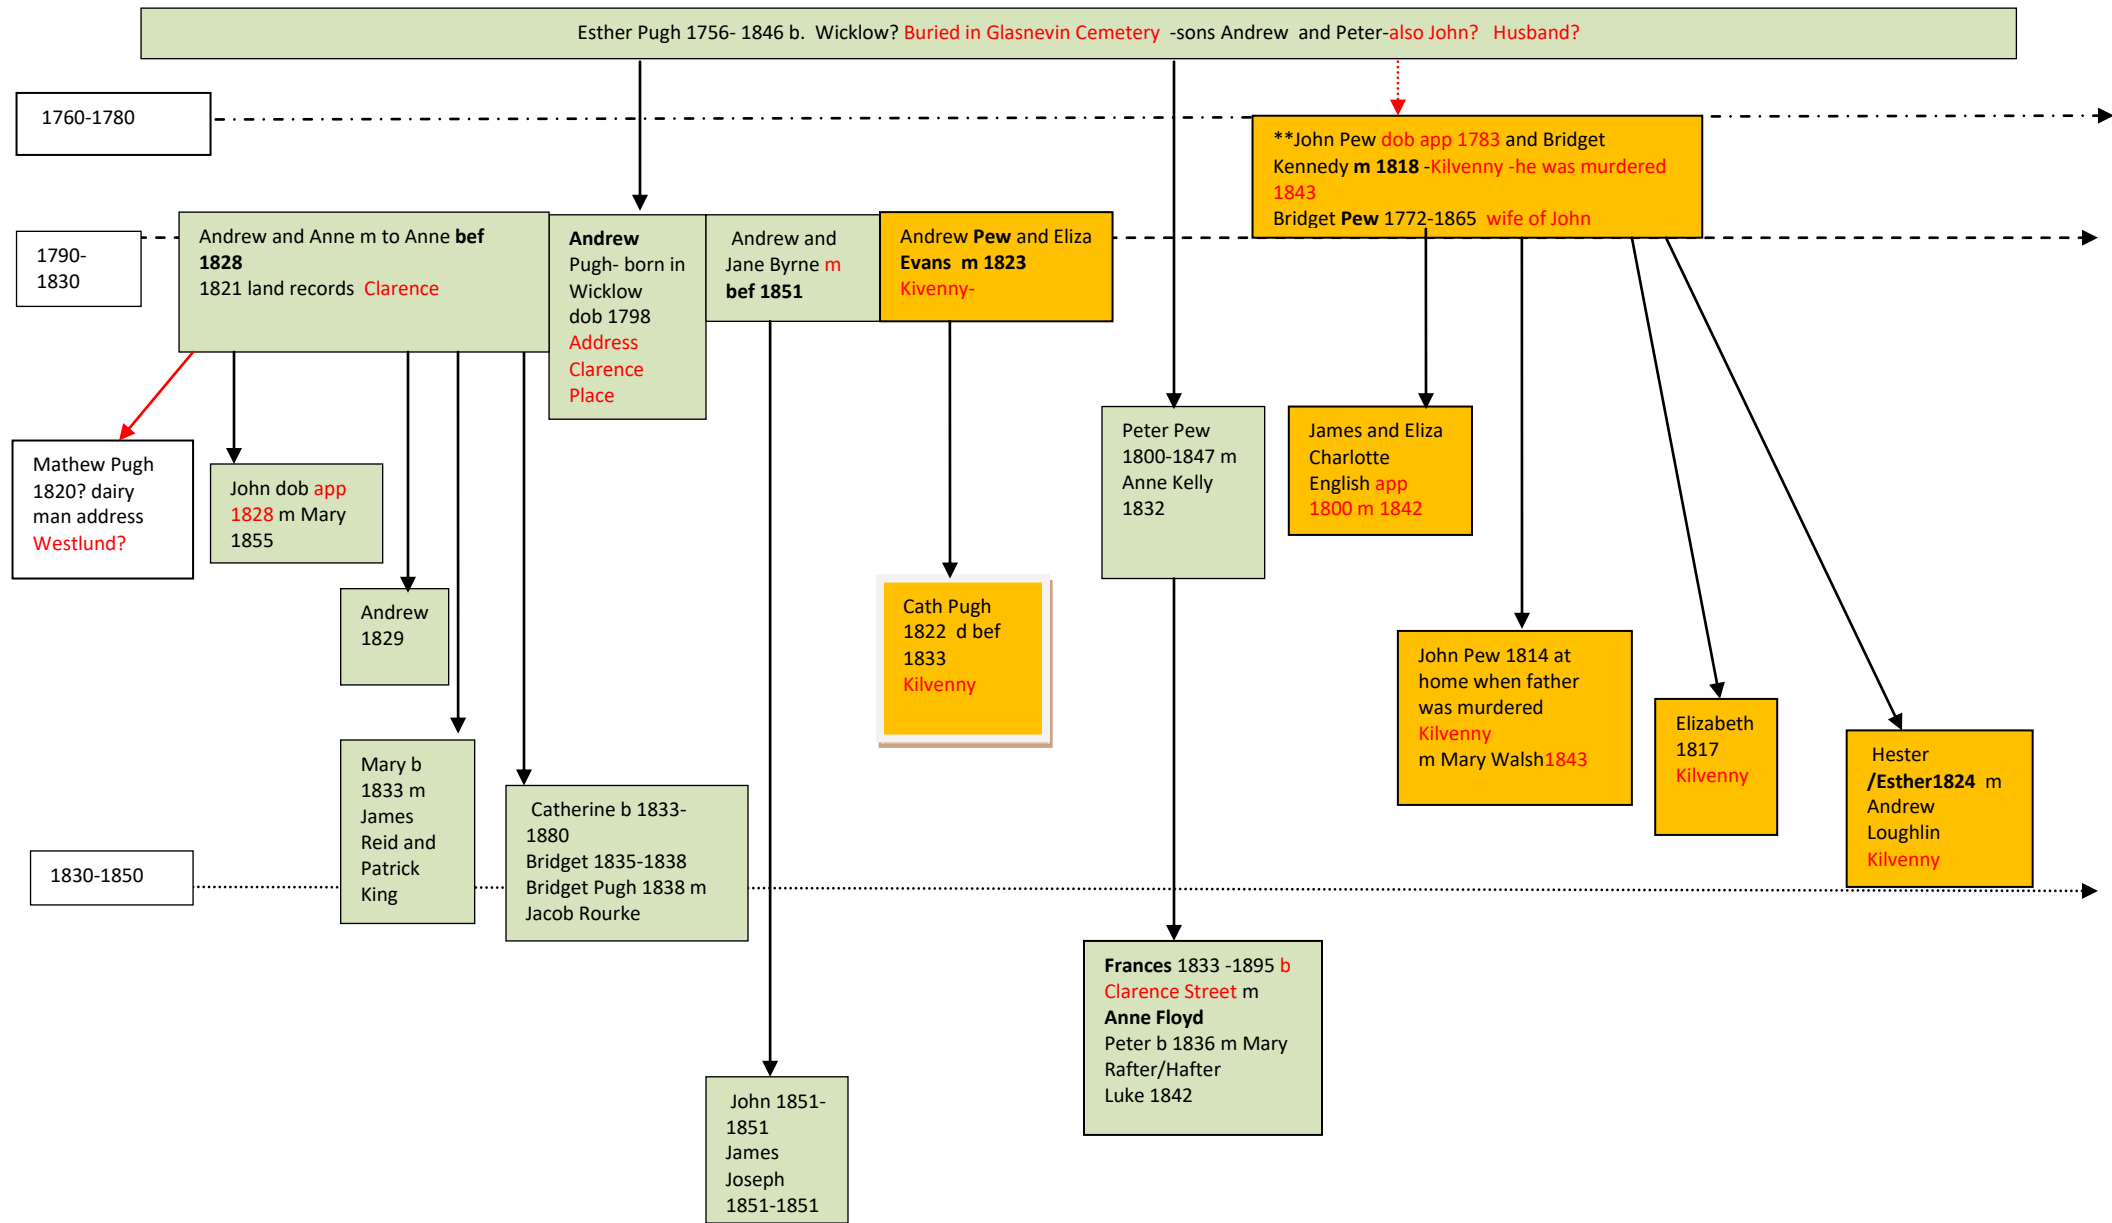 Esther Pugh 1756- 1846 b. Wicklow? Buried in Glasnevin Cemetery -sons Andrew and Peter-also John? Husband?
1760-1780
**John Pew dob app 1783 and Bridget
Kennedy m 1818 -Kilvenny -he was murdered
1843
Bridget Pew 1772-1865 wife of John
1790-
1830
Andrew and Anne m to Anne bef
1828
1821 land records Clarence
Andrew
Pugh- born in
Wicklow
dob 1798
Address
Clarence
Place
Andrew and
Jane Byrne m
bef 1851
Andrew Pew and Eliza
Evans m 1823
Kivenny-
Mathew Pugh
1820? dairy
man address
Westlund?
John dob app
1828 m Mary
1855
Andrew
1829
Peter Pew
1800-1847 m
Anne Kelly
1832
James and Eliza
Charlotte
English app
1800 m 1842
Cath Pugh
1822 d bef
1833
Kilvenny
John Pew 1814 at
home when father
was murdered
Kilvenny
m Mary Walsh1843
Elizabeth
1817
Kilvenny
Hester
/Esther1824 m
Andrew
Loughlin
Kilvenny
Mary b
1833 m
James
Reid and
Patrick
King
Catherine b 1833-
1880
Bridget 1835-1838
Bridget Pugh 1838 m
Jacob Rourke
1830-1850
Frances 1833 -1895 b
Clarence Street m
Anne Floyd
Peter b 1836 m Mary
Rafter/Hafter
Luke 1842
John 1851-
1851
James
Joseph
1851-1851